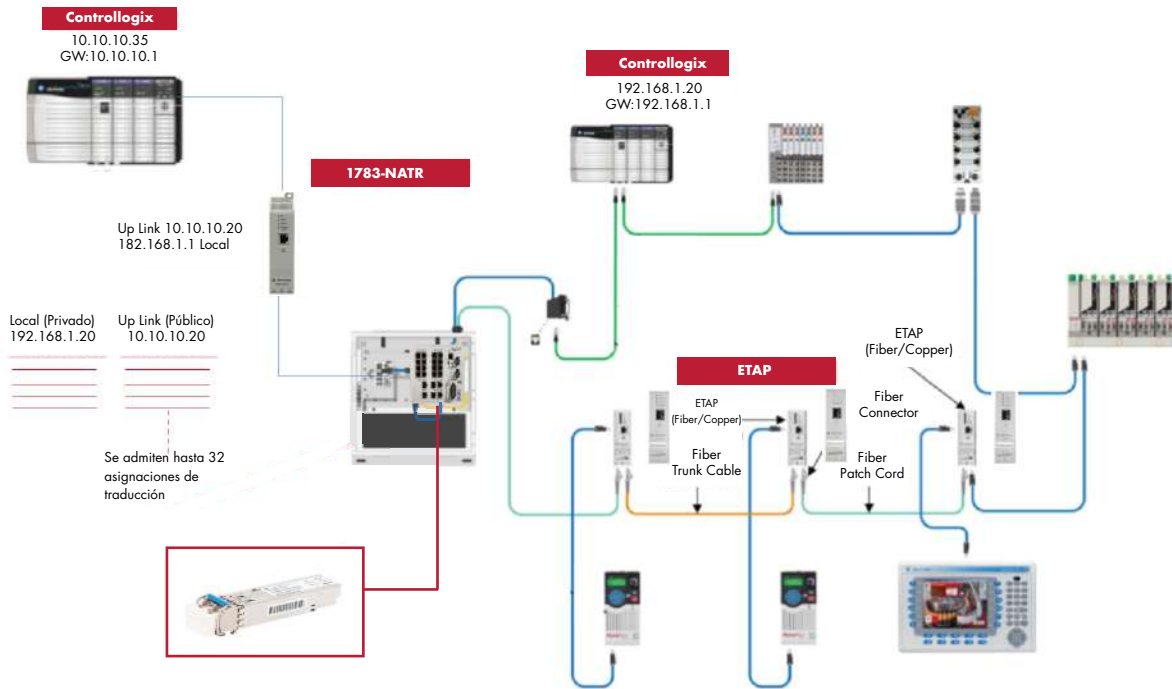 Controllogix
10.10.10.35
GW:10.10.10.1
Controllogix
192.168.1.20
GW:192.168.1.1
1783-NATR
Up Link 10.10.10.20
182.168.1.1 Local
Local (Privado)
192.168.1.20
Up Link (Público)
10.10.10.20
Se admiten hasta 32
asignaciones de
traducción
ETAP
ETAP
(Fiber/Copper)
Fiber
Trunk Cable
Fiber
Connector
Fiber
Patch Cord
ETAP
(Fiber/Copper)